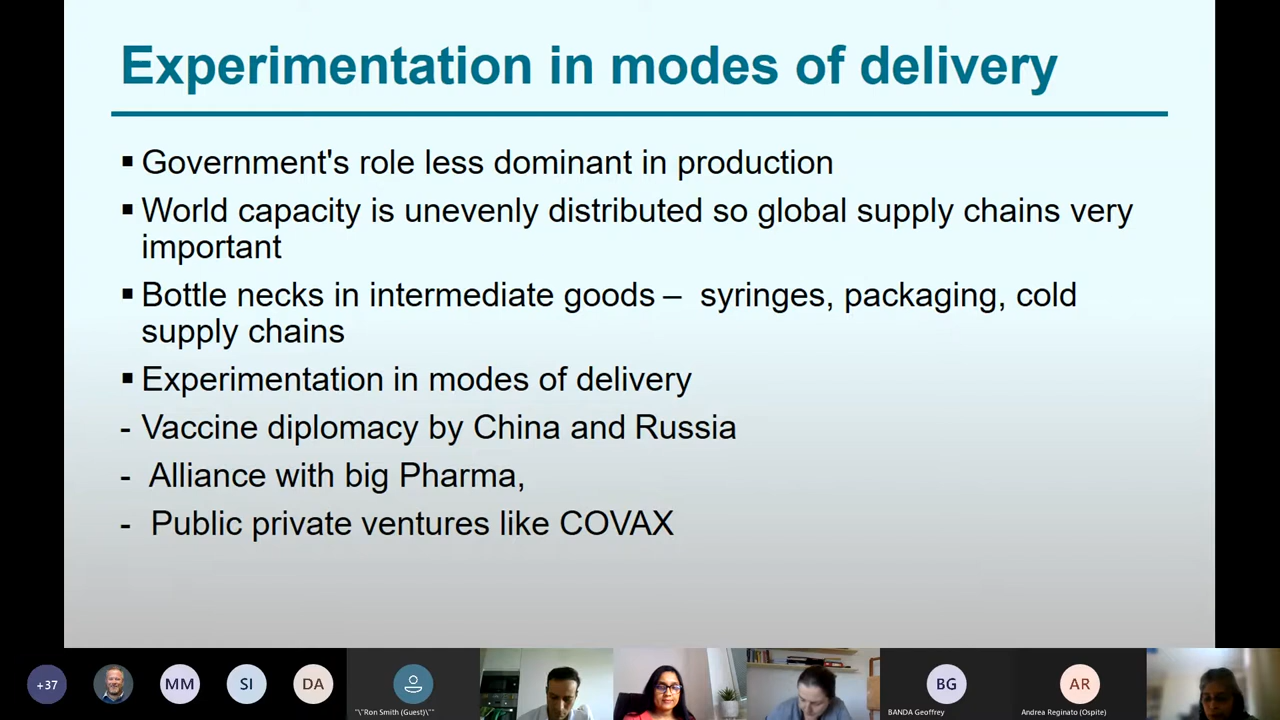 Experimentation in modes of delivery
▪ Government's role less dominant in production
▪ World capacity is unevenly distributed so global supply chains very
important
▪ Bottle necks in intermediate goods – syringes, packaging, cold
supply chains
▪ Experimentation in modes of delivery
- Vaccine diplomacy by China and Russia
- Alliance with big Pharma,
- Public private ventures like COVAX
+37
MM
SI
DA
"\"Ron Smith (Guest)\""
BG
BANDA Geoffrey
AR
Andrea Reginato (Ospite)